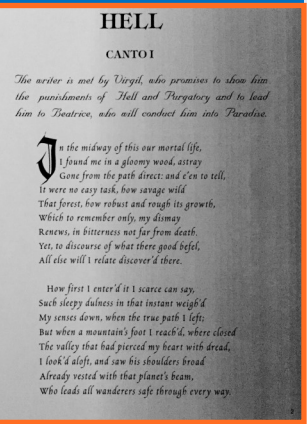 HELL
CANTO I
The writer is met by Virgil, who promises to show him
the punishments of Hell and Purgatory and to lead
him to Beatrice, who will conduct him into Paradise.
In the midway of this our mortal life,
I found me in a gloomy wood, astray
Gone from the path direct: and e'en to tell,
It were no easy task, how savage wild
That forest, how robust and rough its growth,
Which to remember only, my dismay
Renews, in bitterness not far from death.
Yet, to discourse of what there good befel,
All else will I relate discover'd there.
How first I enter'd it I scarce can say,
Such sleepy dulness in that instant weigh'd
My senses down, when the true path I left;
But when a mountain's foot I reach'd, where closed
The valley that had pierced my heart with dread,
I look'd aloft, and saw his shoulders broad
Already vested with that planet's beam,
Who leads all wanderers safe through every way.